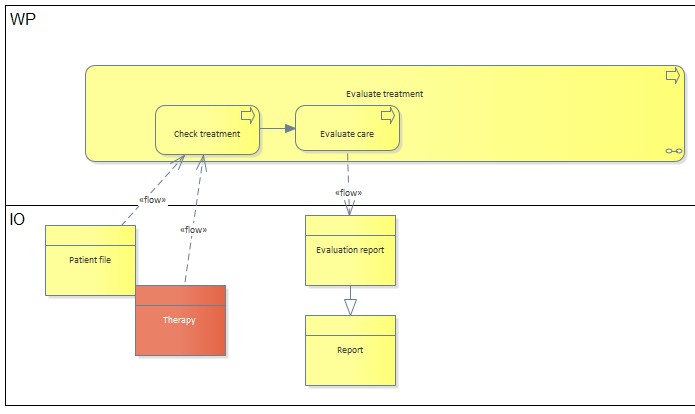 WP
Evaluate treatment
Check treatment
Evaluate care
«flow»
«flow»
«flow»
IO
Patient file
Evaluation report
Therapy
Report